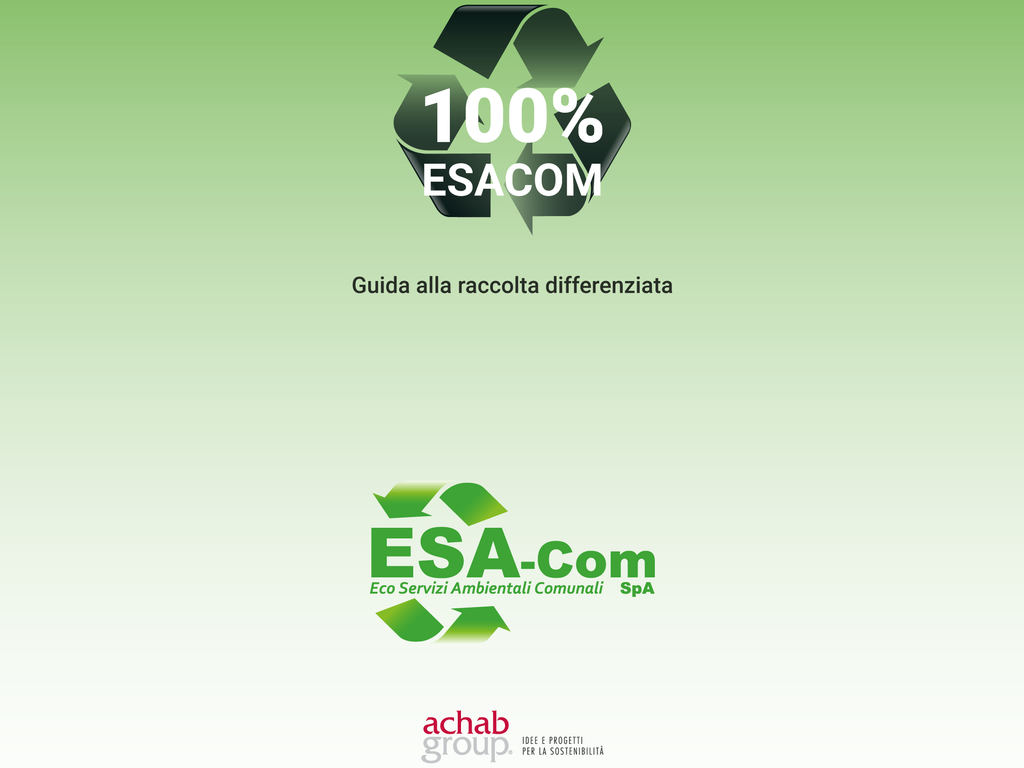 100%
ESACOM
Guida alla raccolta differenziata
ESA-Com
Eco Servizi Ambientali Comunali SpA
achab
group®
IDEE E PROGETTI
PER LA SOSTENIBILITÀ